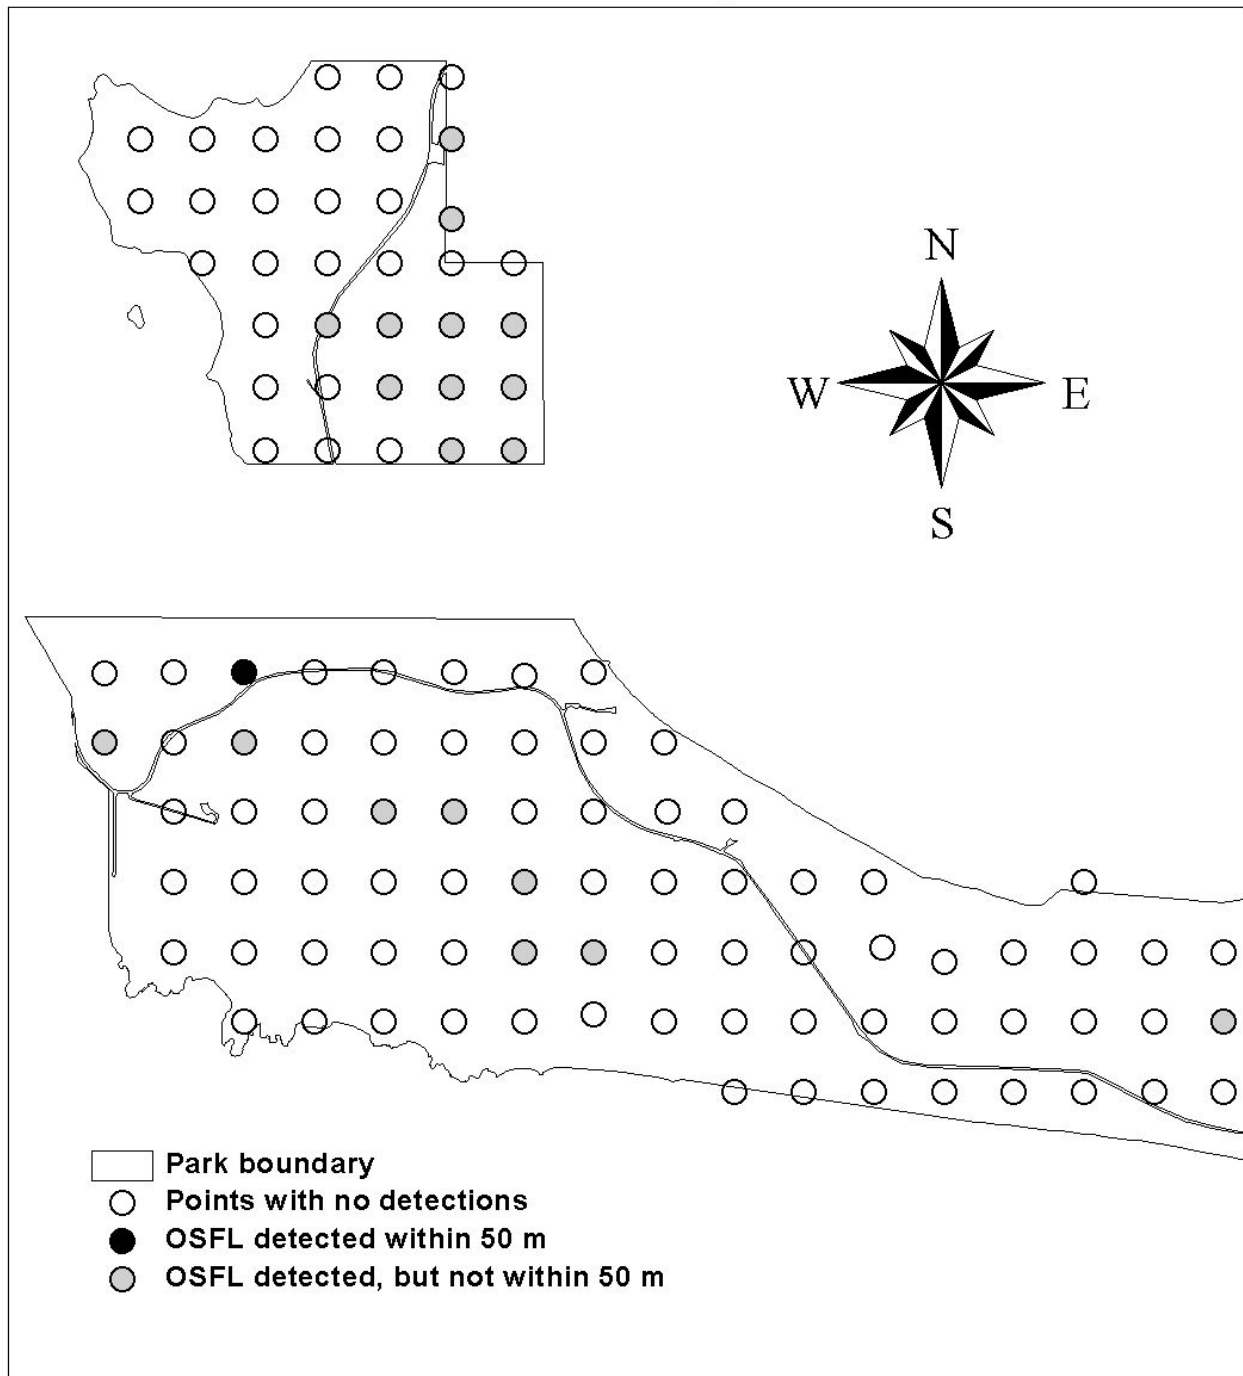 N
W E
S
Park boundary
Points with no detections
OSFL detected within 50 m
OSFL detected, but not within 50 m